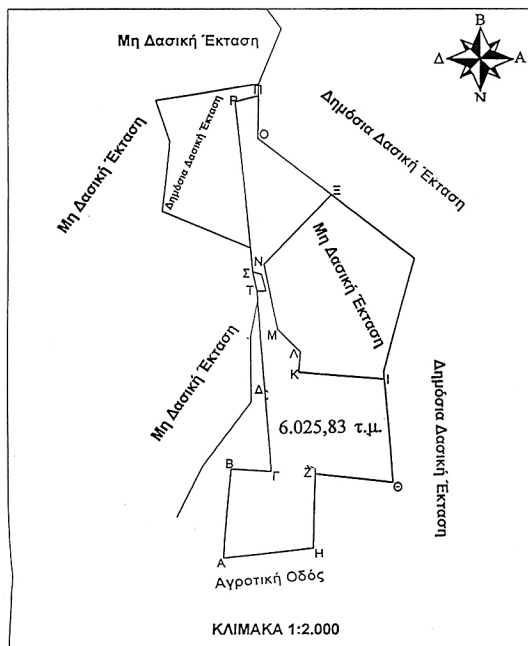 Μη Δασική Έκταση
Β
Δ
Α
Ν
Π
Ρ
Ο
Δημόσια Δασική Έκταση
Δημόσια Δασική Έκταση
Μη Δασική Έκταση
Ξ
Μη Δασική Έκταση
Ν
Σ
Τ
Μ
Λ
Κ
Ι
Μη Δασική Έκταση
Δημόσια Δασική Έκταση
Δ
6.025,83 τ.μ.
Β
Γ
Ζ
Θ
Α
Η
Αγροτική Οδός
ΚΛΙΜΑΚΑ 1:2.000